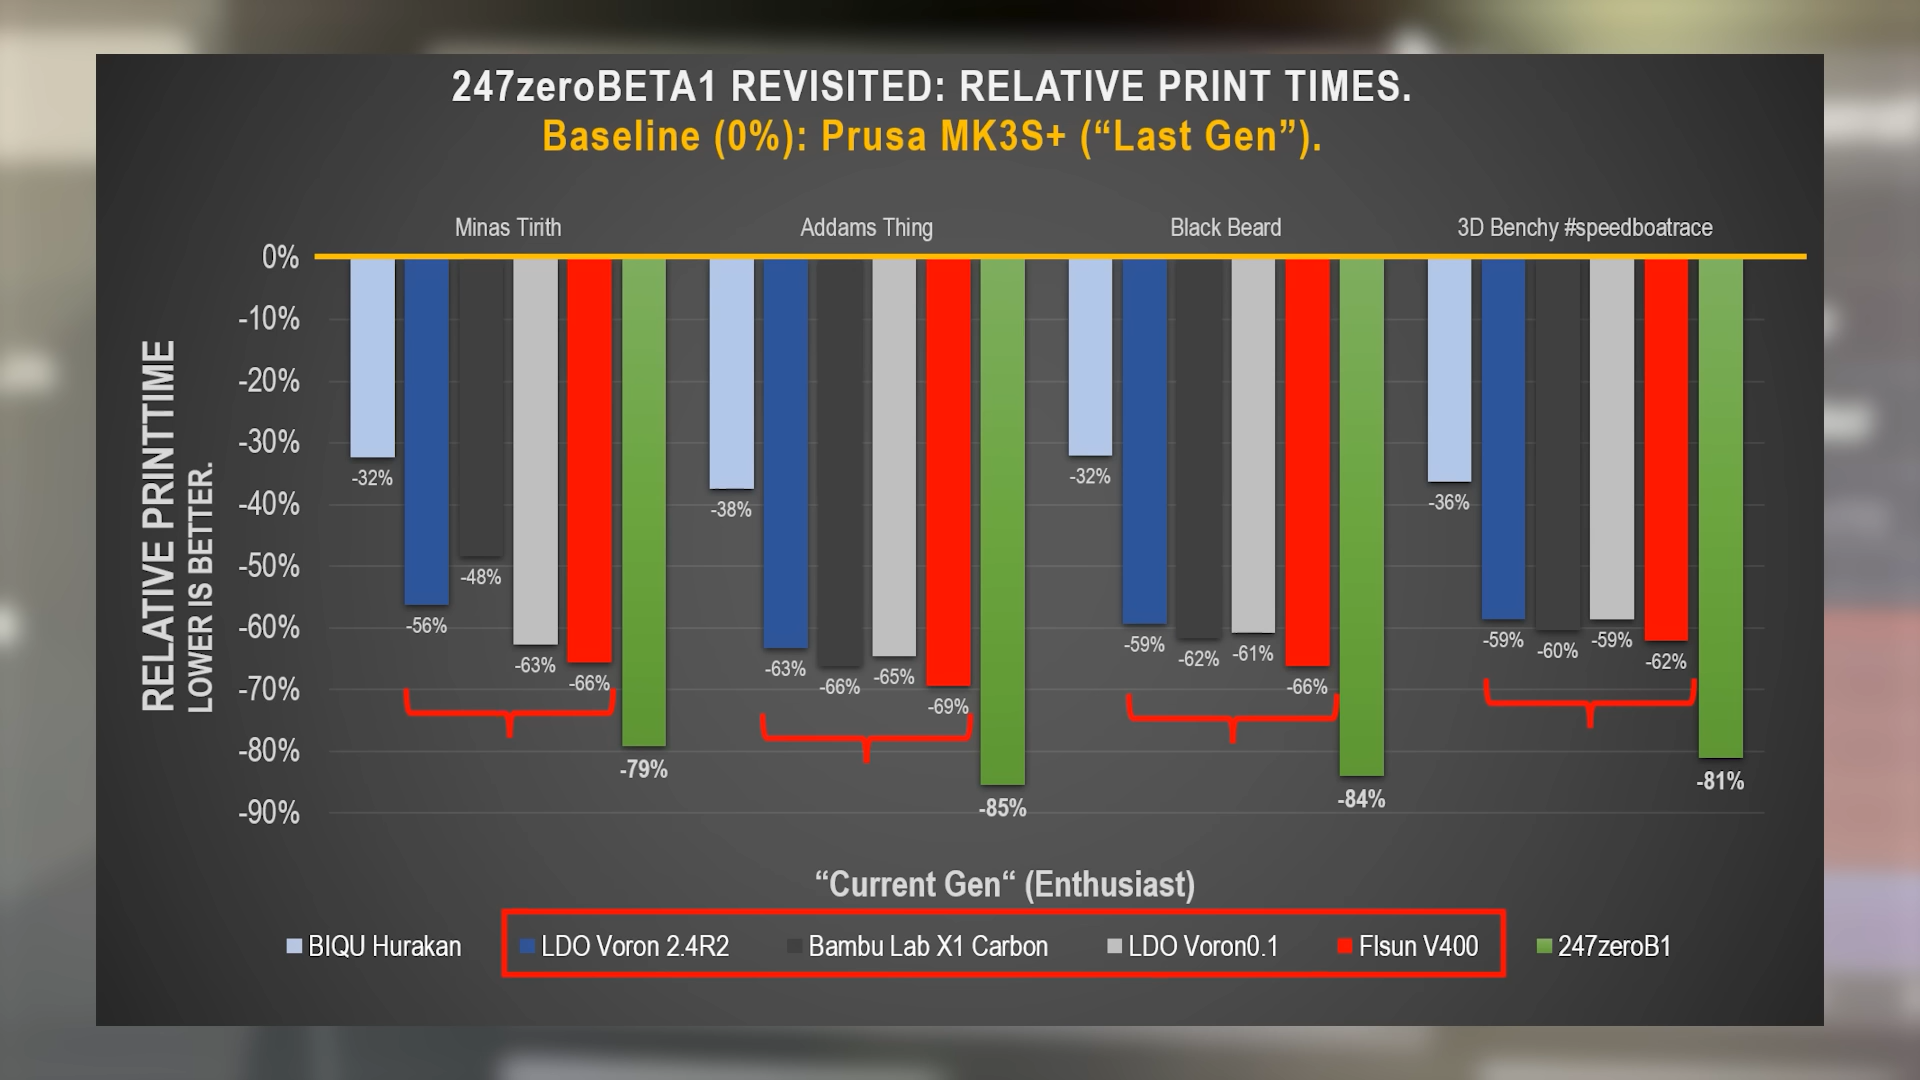 247zeroBETA1 REVISITED: RELATIVE PRINT TIMES.
Baseline (0%): Prusa MK3S+ (“Last Gen”).
Minas Tirith
Addams Thing
Black Beard
3D Benchy #speedboatrace
RELATIVE PRINTTIME
LOWER IS BETTER.
0%
-10%
-20%
-30%
-40%
-50%
-60%
-70%
-80%
-90%
-32%
-56%
-48%
-63%
-66%
-79%
-38%
-63%
-66%
-65%
-69%
-85%
-32%
-59%
-62%
-61%
-66%
-84%
-36%
-59%
-60%
-59%
-62%
-81%
“Current Gen“ (Enthusiast)
BIQU Hurakan
LDO Voron 2.4R2
Bambu Lab X1 Carbon
LDO Voron0.1
Flsun V400
247zeroB1